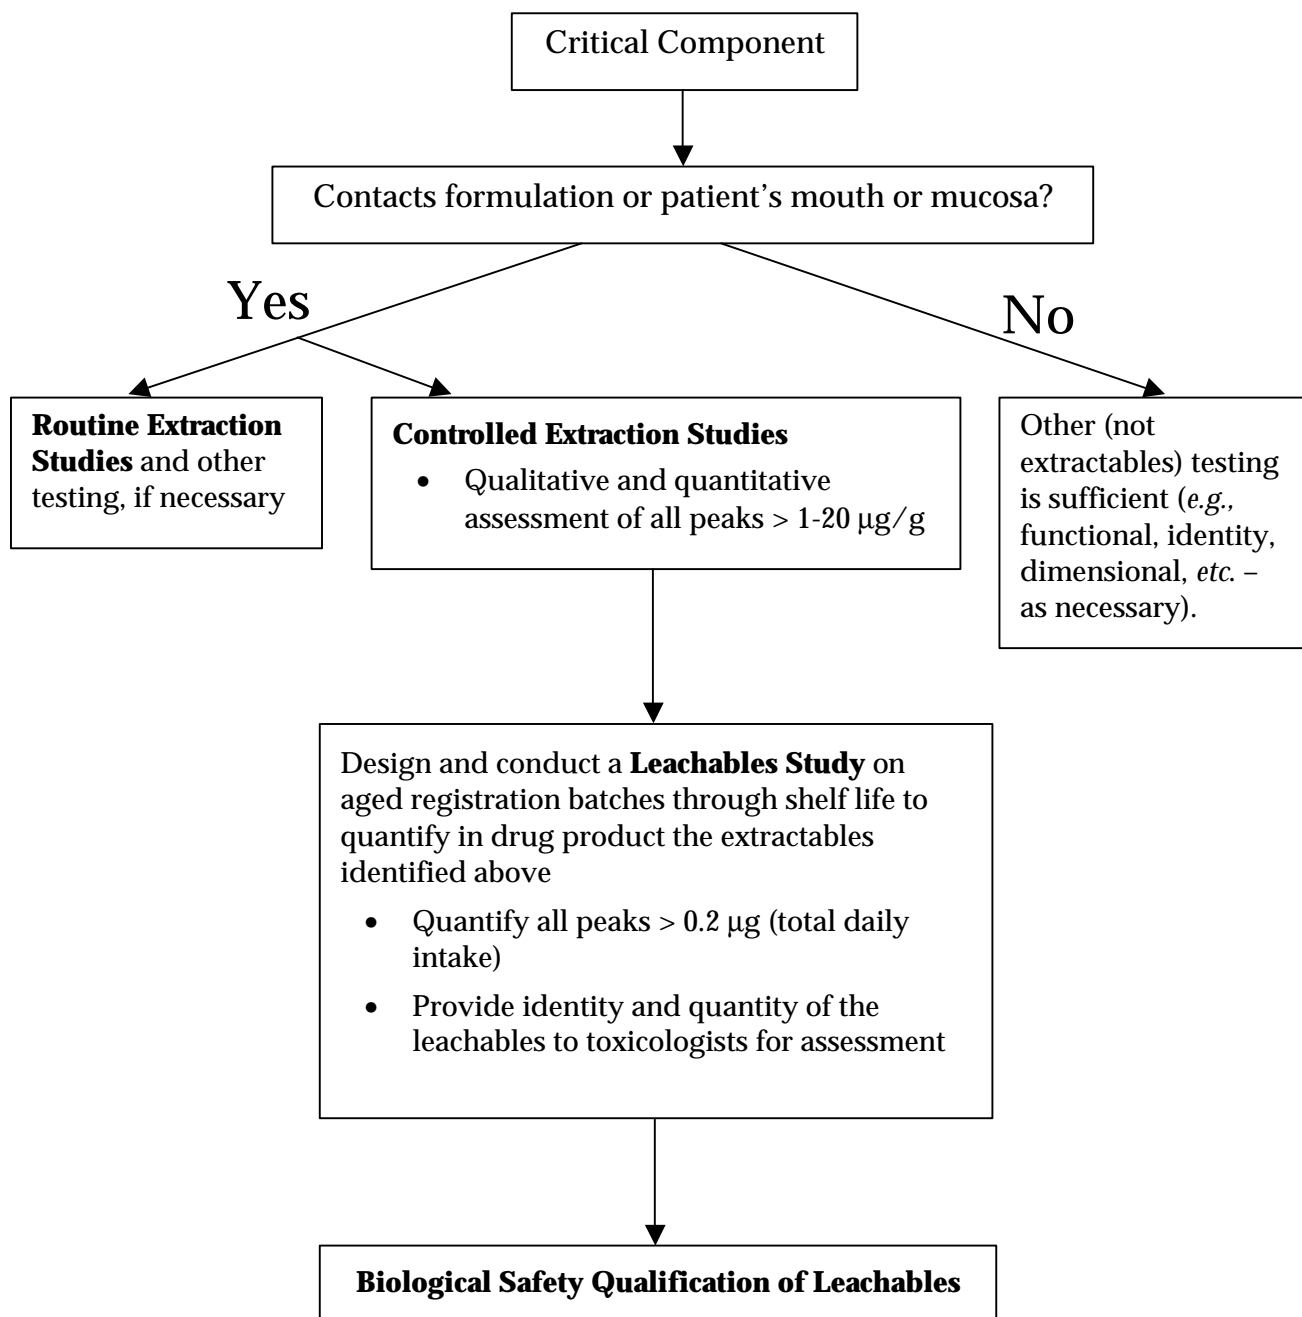 Critical Component
Contacts formulation or patient’s mouth or mucosa?
Yes
No
Routine Extraction
Studies and other
testing, if necessary
Controlled Extraction Studies
• Qualitative and quantitative
assessment of all peaks > 1-20 µg/g
Other (not
extractables) testing
is sufficient (e.g.,
functional, identity,
dimensional, etc. –
as necessary).
Design and conduct a Leachables Study on
aged registration batches through shelf life to
quantify in drug product the extractables
identified above
• Quantify all peaks > 0.2 µg (total daily
intake)
• Provide identity and quantity of the
leachables to toxicologists for assessment
Biological Safety Qualification of Leachables